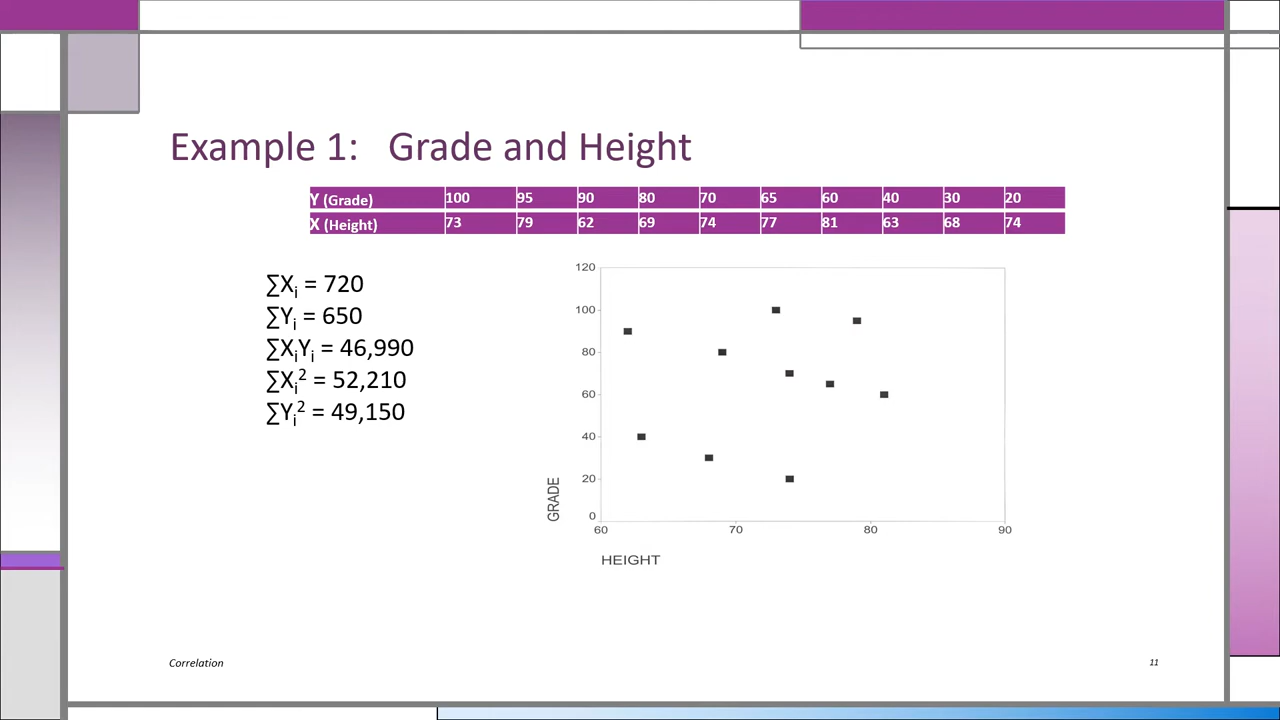 Example 1: Grade and Height
Y (Grade) 100 95 90 80 70 65 60 40 30 20
X (Height) 73 79 62 69 74 77 81 63 68 74
∑Xᵢ = 720
∑Yᵢ = 650
∑XᵢYᵢ = 46,990
∑Xᵢ² = 52,210
∑Yᵢ² = 49,150
120
100
80
60
40
20
0
GRADE
60 70 80 90
HEIGHT
Correlation
11